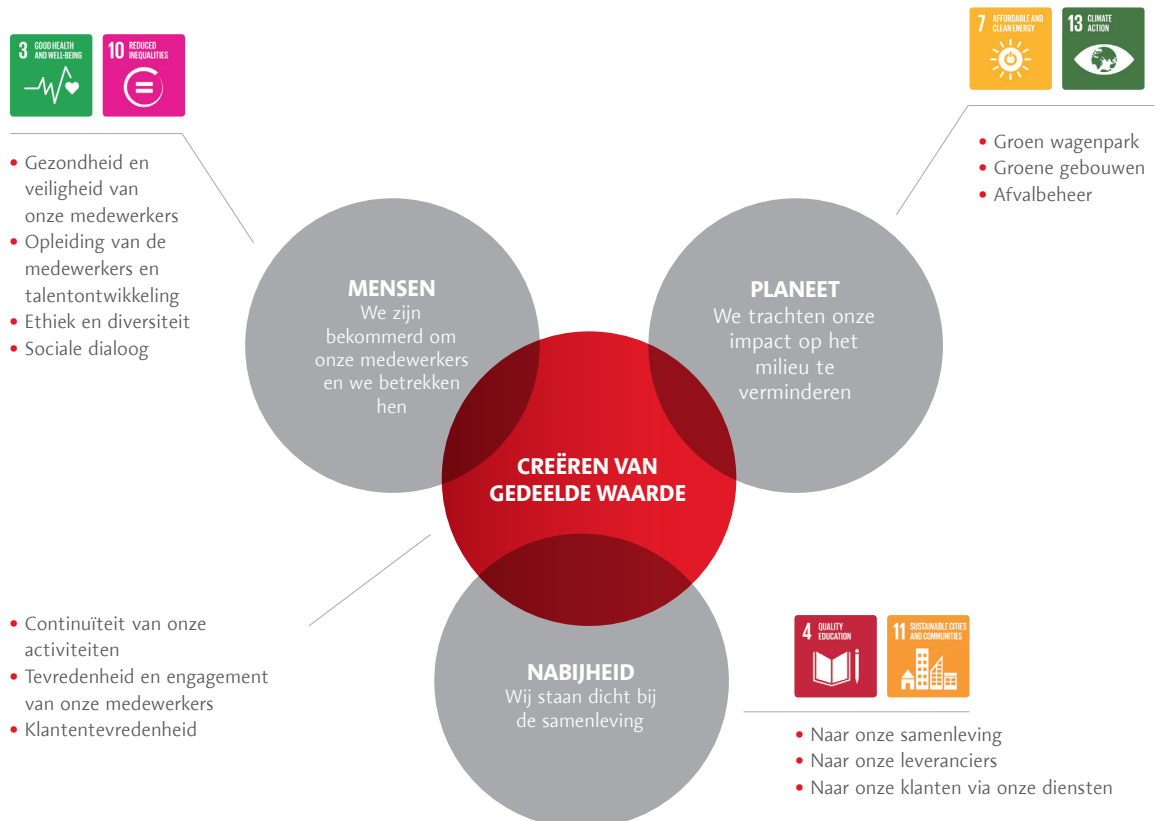 3 GOOD HEALTH
AND WELL-BEING
10 REDUCED
INEQUALITIES
• Gezondheid en
veiligheid van
onze medewerkers
• Opleiding van de
medewerkers en
talentontwikkeling
• Ethiek en diversiteit
• Sociale dialoog
7 AFFORDABLE AND
CLEAN ENERGY
13 CLIMATE
ACTION
• Groen wagenpark
• Groene gebouwen
• Afvalbeheer
MENSEN
We zijn
bekommerd om
onze medewerkers
en we betrekken
hen
PLANEET
We trachten onze
impact op het
milieu te
verminderen
CREËREN VAN
GEDEELDE WAARDE
• Continuïteit van onze
activiteiten
• Tevredenheid en engagement
van onze medewerkers
• Klantentevredenheid
NABIJHEID
Wij staan dicht bij
de samenleving
4 QUALITY
EDUCATION
11 SUSTAINABLE CITIES
AND COMMUNITIES
• Naar onze samenleving
• Naar onze leveranciers
• Naar onze klanten via onze diensten